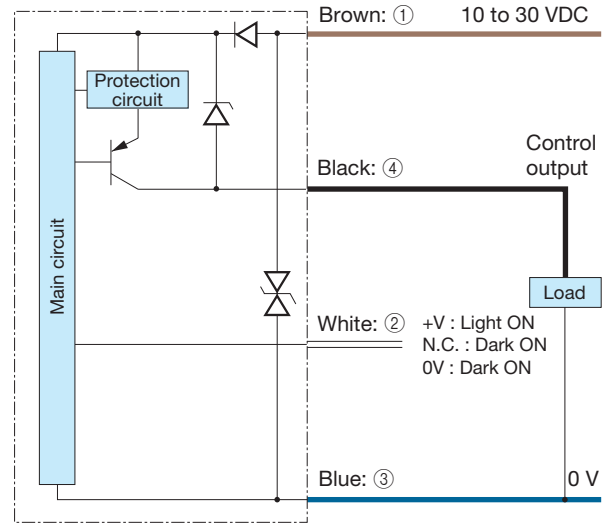 Brown: ① 10 to 30 VDC
Protection
circuit
Control
output
Black: ④
Main circuit
Load
White: ② +V : Light ON
N.C. : Dark ON
0V : Dark ON
Blue: ③ 0 V